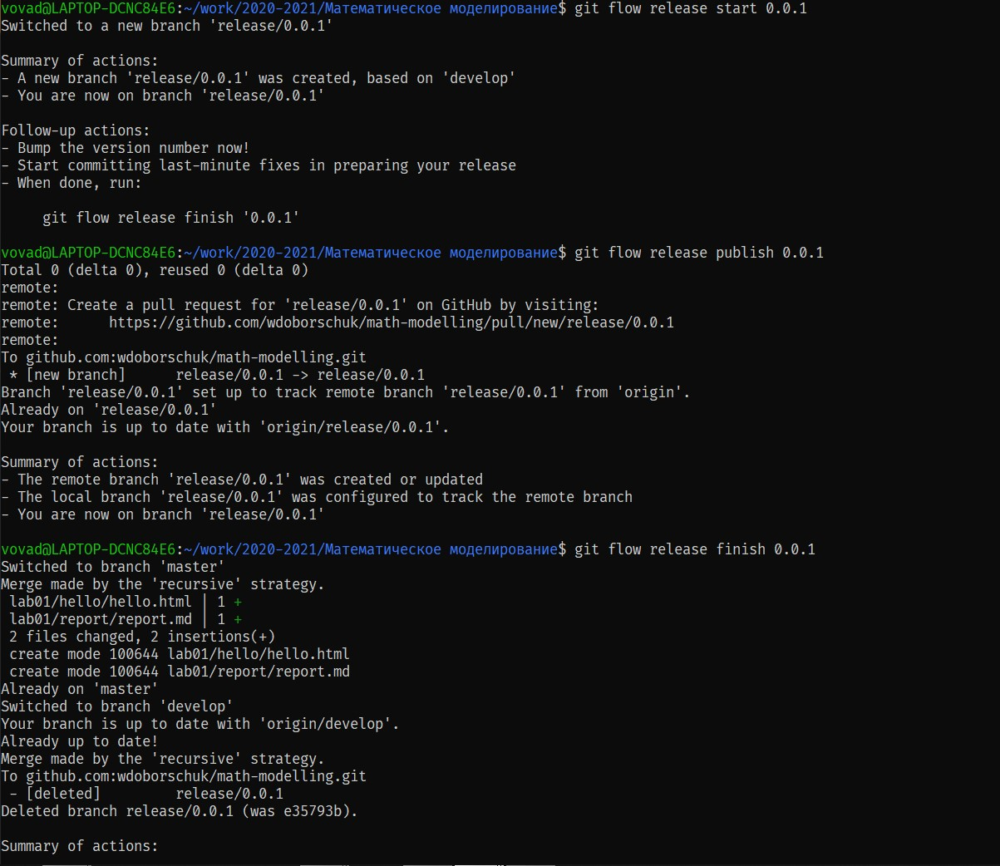 vovad@LAPTOP-DCNC84E6:~/work/2020-2021/Математическое моделирование$ git flow release start 0.0.1
Switched to a new branch 'release/0.0.1'
Summary of actions:
- A new branch 'release/0.0.1' was created, based on 'develop'
- You are now on branch 'release/0.0.1'
Follow-up actions:
- Bump the version number now!
- Start committing last-minute fixes in preparing your release
- When done, run:
git flow release finish '0.0.1'
vovad@LAPTOP-DCNC84E6:~/work/2020-2021/Математическое моделирование$ git flow release publish 0.0.1
Total 0 (delta 0), reused 0 (delta 0)
remote:
remote: Create a pull request for 'release/0.0.1' on GitHub by visiting:
remote:      https://github.com/wdoborschuk/math-modelling/pull/new/release/0.0.1
remote:
To github.com:wdoborschuk/math-modelling.git
 * [new branch]      release/0.0.1 -> release/0.0.1
Branch 'release/0.0.1' set up to track remote branch 'release/0.0.1' from 'origin'.
Already on 'release/0.0.1'
Your branch is up to date with 'origin/release/0.0.1'.
Summary of actions:
- The remote branch 'release/0.0.1' was created or updated
- The local branch 'release/0.0.1' was configured to track the remote branch
- You are now on branch 'release/0.0.1'
vovad@LAPTOP-DCNC84E6:~/work/2020-2021/Математическое моделирование$ git flow release finish 0.0.1
Switched to branch 'master'
Merge made by the 'recursive' strategy.
 lab01/hello/hello.html | 1 +
 lab01/report/report.md | 1 +
 2 files changed, 2 insertions(+)
 create mode 100644 lab01/hello/hello.html
 create mode 100644 lab01/report/report.md
Already on 'master'
Switched to branch 'develop'
Your branch is up to date with 'origin/develop'.
Already up to date!
Merge made by the 'recursive' strategy.
To github.com:wdoborschuk/math-modelling.git
 - [deleted]         release/0.0.1
Deleted branch release/0.0.1 (was e35793b).
Summary of actions: